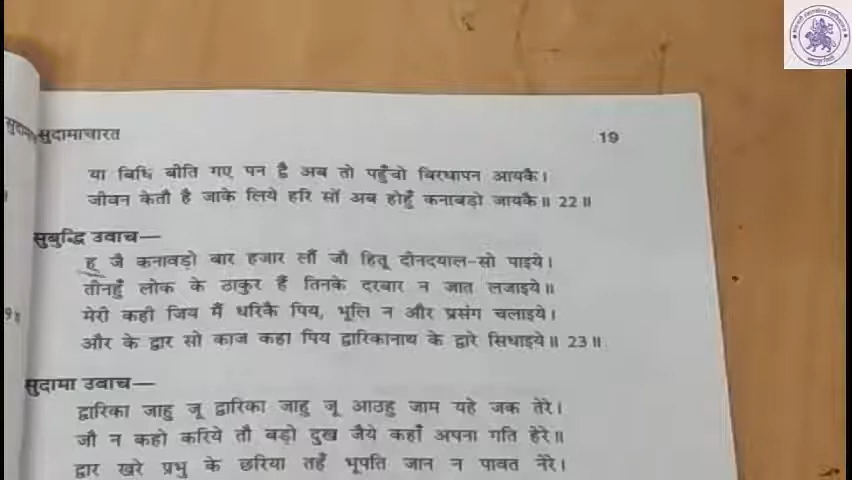 सुदामाचारत 19
या बिधि बीति गए पन द्वै अब तो पहुँचो बिरधापन आयकै।
जीवन केतौ है जाके लिये हरि सों अब होहुँ कनाबड़ो जायकै॥ 22॥
सुबुद्धि उवाच—
हू जै कनावड़ो बार हजार लौं जौ हितू दीनदयाल-सो पाइये।
तीनहुँ लोक के ठाकुर हैं तिनके दरबार न जात लजाइये॥
मेरी कही जिय मैं धरिकै पिय, भूलि न और प्रसंग चलाइये।
और के द्वार सो काज कहा पिय द्वारिकानाथ के द्वारे सिधाइये॥ 23॥
सुदामा उवाच—
द्वारिका जाहु जू द्वारिका जाहु जू आठहु जाम यहे जक तेरे।
जौ न कहो करिये तौ बड़ो दुख जैये कहाँ अपना गति हेरे॥
द्वार खरे प्रभु के छरिया तहँ भूपति जान न पावत नेरे।